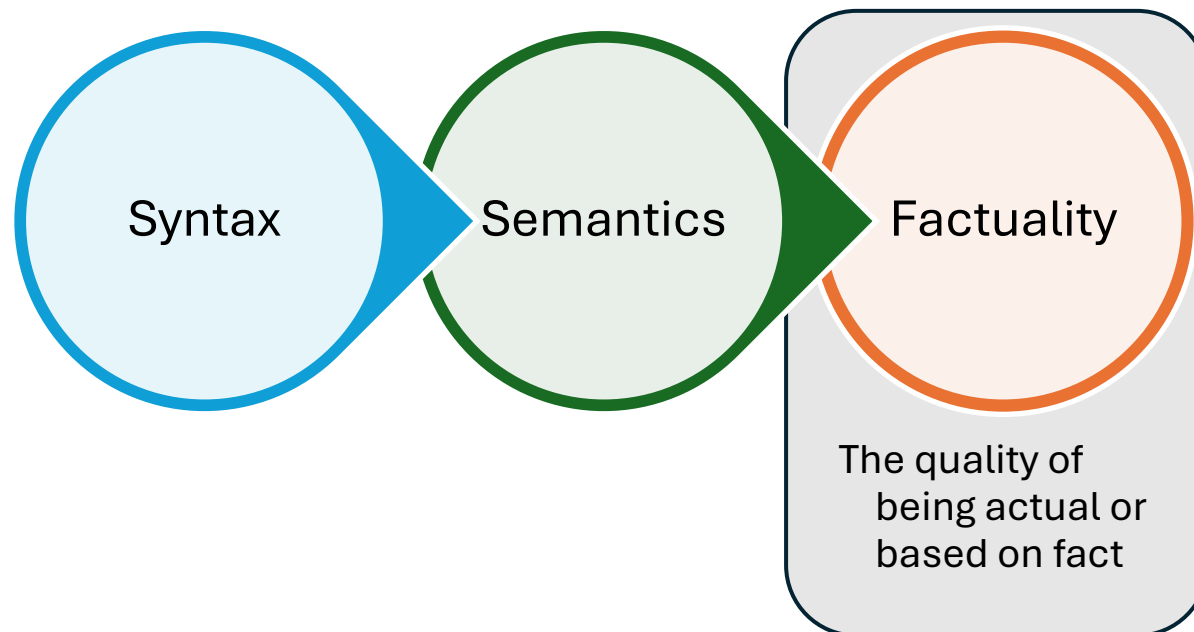 Syntax
Semantics
Factuality
The quality of
being actual or
based on fact